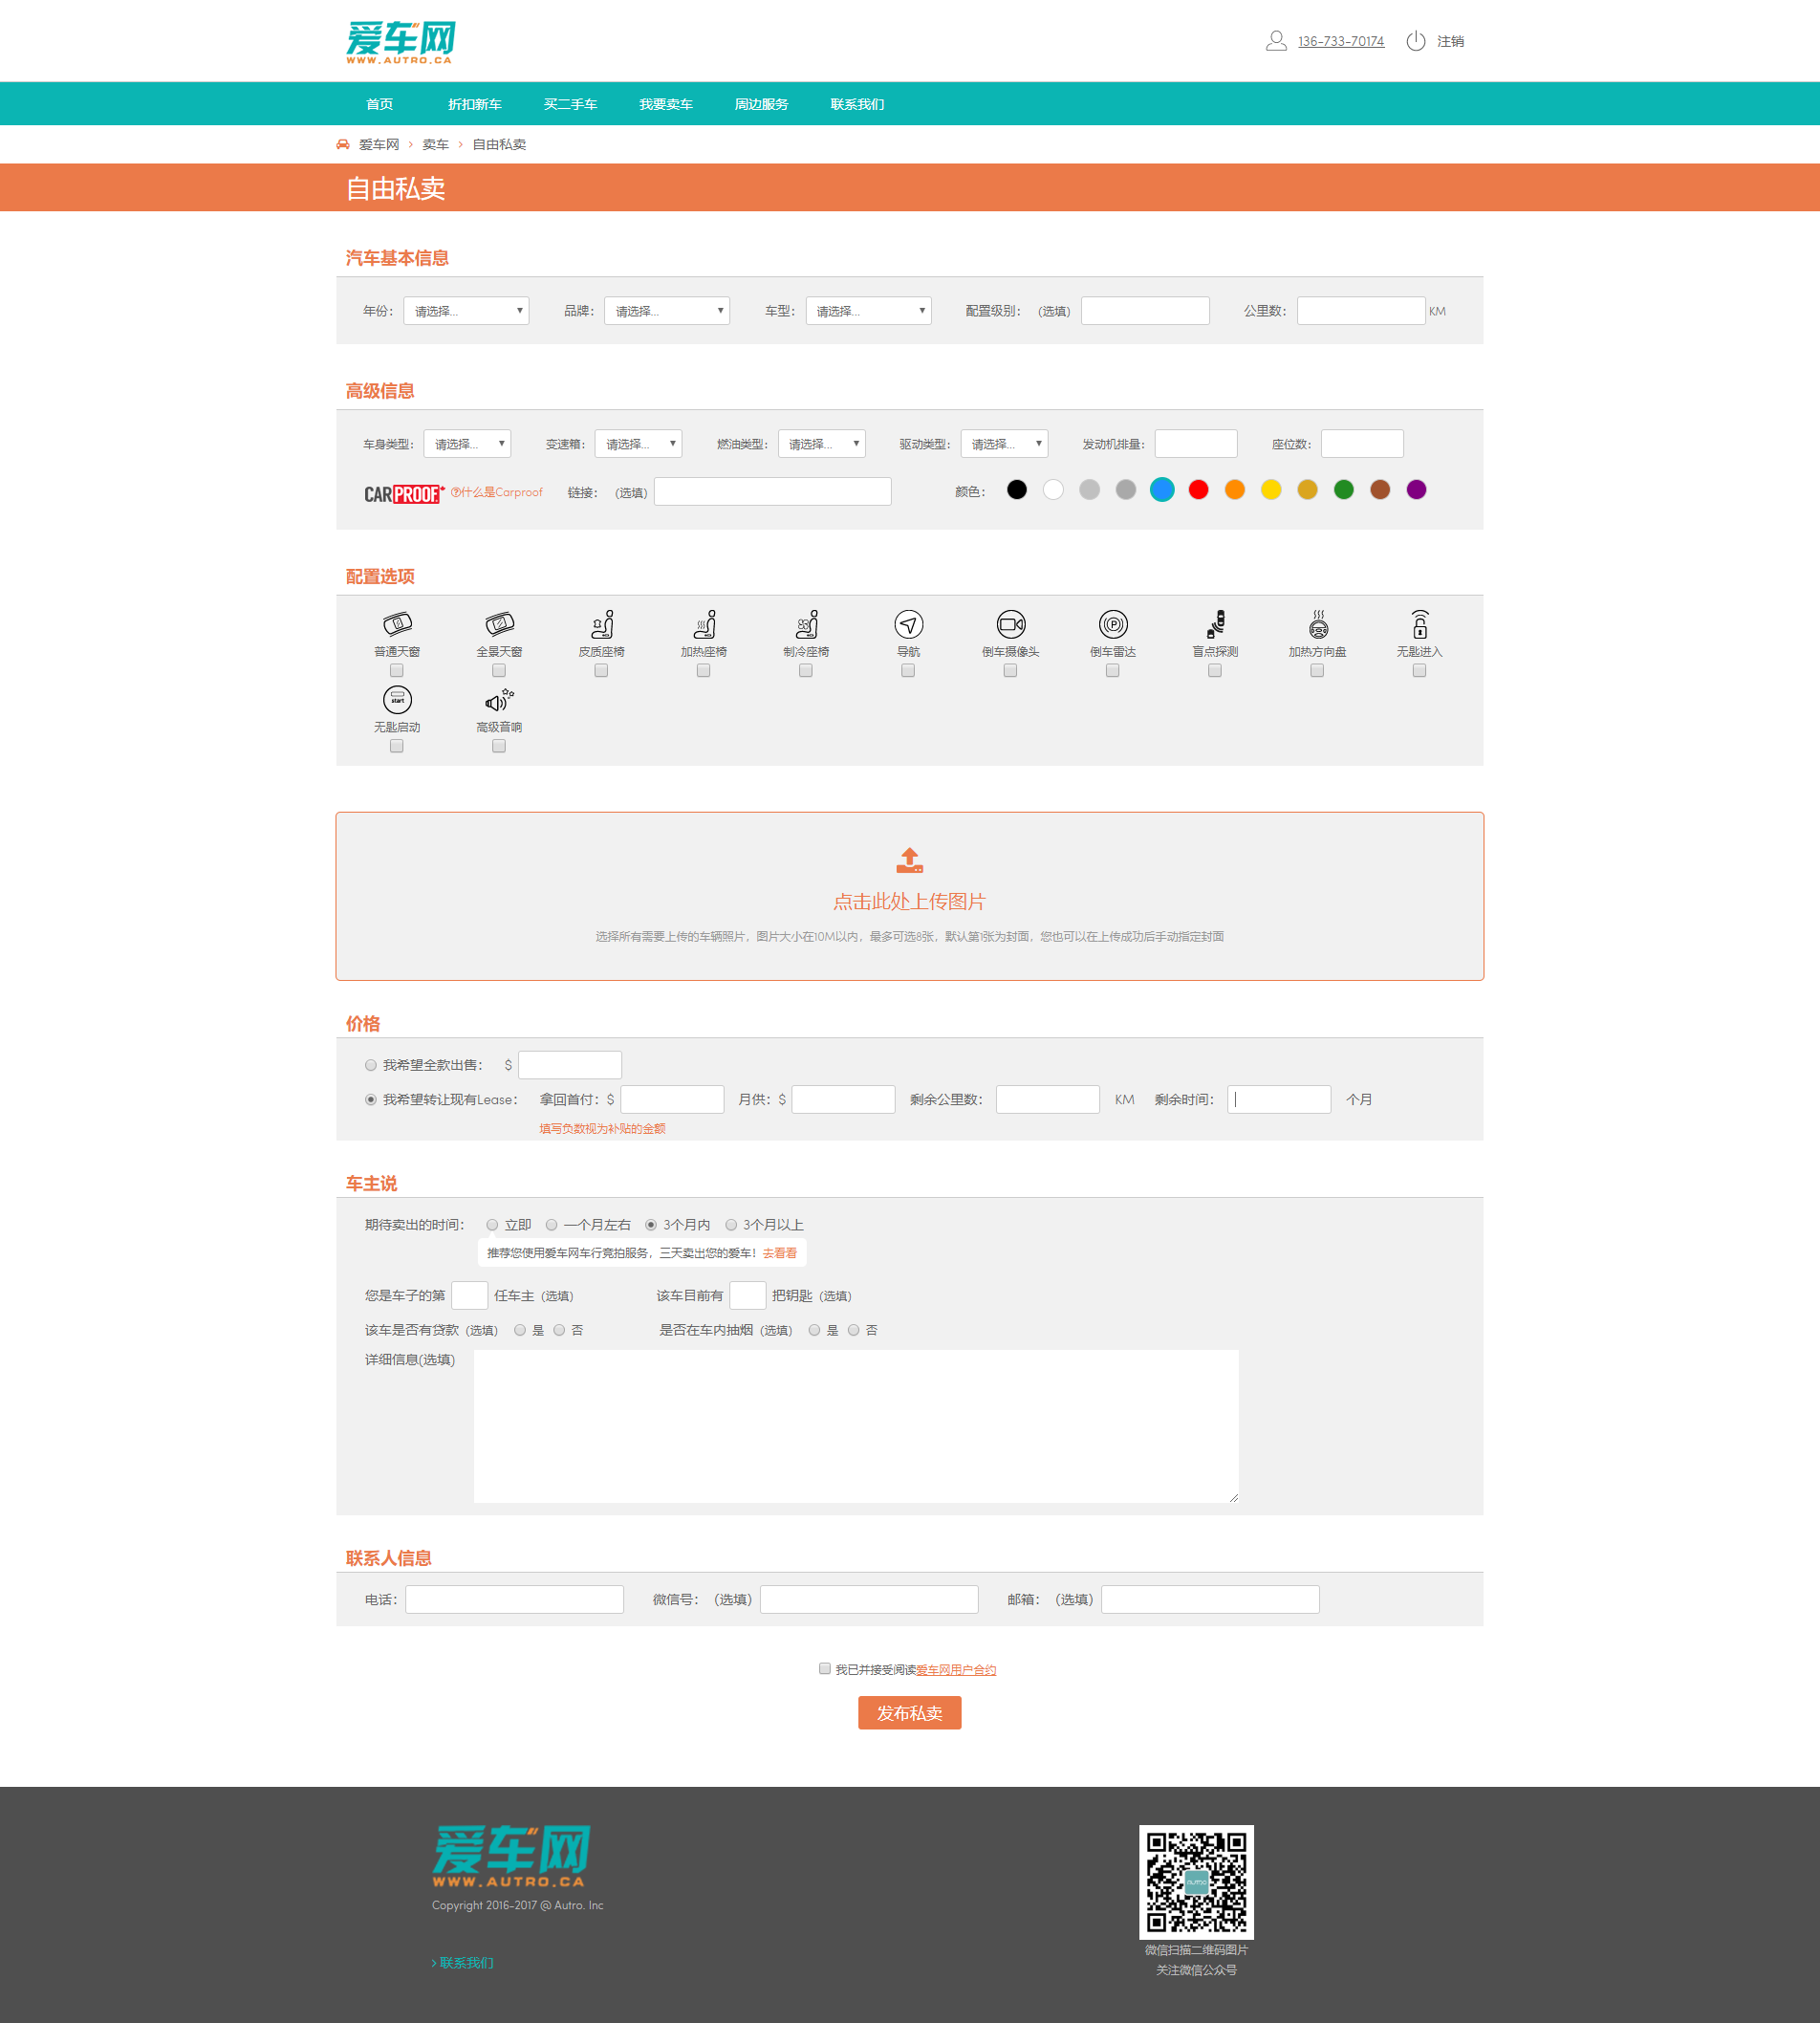 爱车网
WWW.AUTRO.CA
136-733-70174 注销
首页 折扣新车 买二手车 我要卖车 周边服务 联系我们
爱车网 > 卖车 > 自由私卖
自由私卖
汽车基本信息
年份： 请选择... 品牌： 请选择... 车型： 请选择... 配置级别： (选填) 公里数： KM
高级信息
车身类型： 请选择... 变速箱： 请选择... 燃油类型： 请选择... 驱动类型： 请选择... 发动机排量： 座位数：
CARPROOF 什么是Carproof 链接： (选填) 颜色：
配置选项
普通天窗 全景天窗 皮质座椅 加热座椅 制冷座椅 导航 倒车摄像头 倒车雷达 盲点探测 加热方向盘 无匙进入
start
无匙启动 高级音响
点击此处上传图片
选择所有需要上传的车辆照片，图片大小在10M以内，最多可选8张，默认第1张为封面，您也可以在上传成功后手动指定封面
价格
我希望全款出售： $
我希望转让现有Lease： 拿回首付：$ 月供：$ 剩余公里数： KM 剩余时间： 个月
填写负数视为补贴的金额
车主说
期待卖出的时间： 立即 一个月左右 3个月内 3个月以上
推荐您使用爱车网车行竞拍服务，三天卖出您的爱车！去看看
您是车子的第 任车主 (选填) 该车目前有 把钥匙 (选填)
该车是否有贷款 (选填) 是 否 是否在车内抽烟 (选填) 是 否
详细信息(选填)
联系人信息
电话： 微信号：（选填） 邮箱：（选填）
我已并接受阅读爱车网用户合约
发布私卖
爱车网
WWW.AUTRO.CA
Copyright 2016-2017 @ Autro. Inc
> 联系我们
AUTRO
微信扫描二维码图片
关注微信公众号